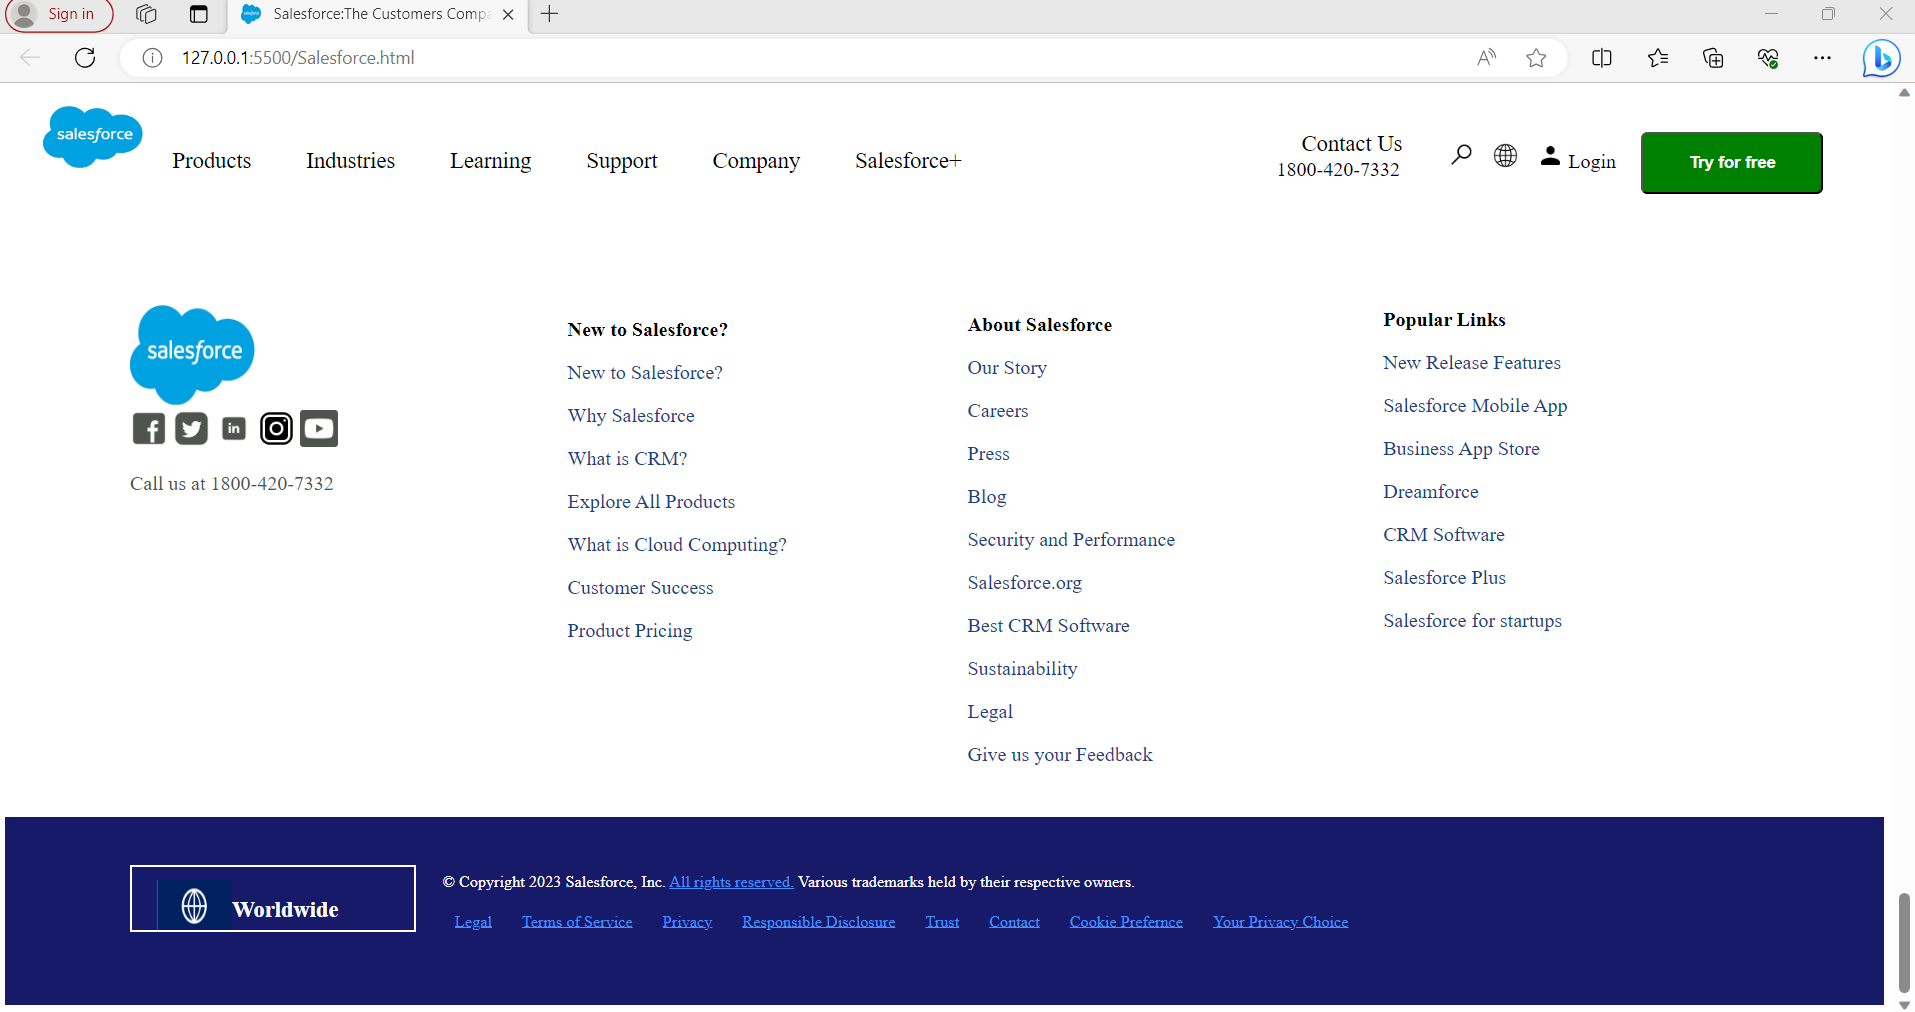 Sign in
Salesforce:The Customers Comp
127.0.0.1:5500/Salesforce.html
salesforce
Products Industries Learning Support Company Salesforce+
Contact Us
1800-420-7332
Login
Try for free
salesforce
in
Call us at 1800-420-7332
New to Salesforce?
New to Salesforce?
Why Salesforce
What is CRM?
Explore All Products
What is Cloud Computing?
Customer Success
Product Pricing
About Salesforce
Our Story
Careers
Press
Blog
Security and Performance
Salesforce.org
Best CRM Software
Sustainability
Legal
Give us your Feedback
Popular Links
New Release Features
Salesforce Mobile App
Business App Store
Dreamforce
CRM Software
Salesforce Plus
Salesforce for startups
Worldwide
© Copyright 2023 Salesforce, Inc. All rights reserved. Various trademarks held by their respective owners.
Legal Terms of Service Privacy Responsible Disclosure Trust Contact Cookie Prefernce Your Privacy Choice